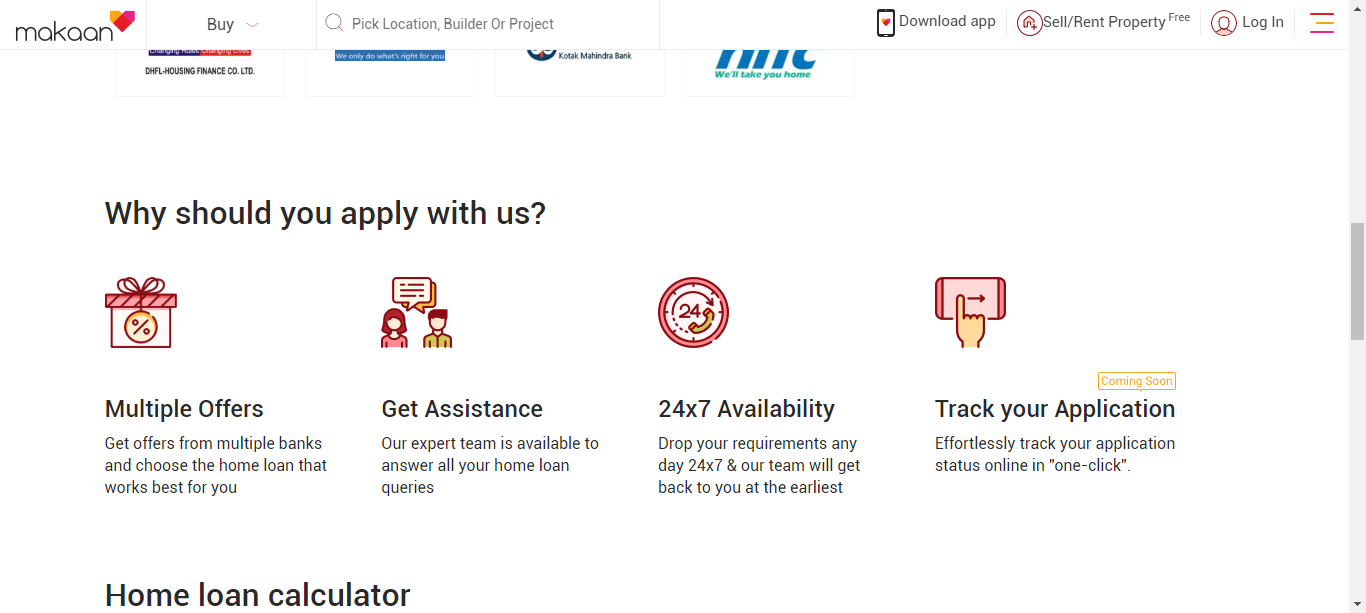 makaan
Buy
Pick Location, Builder Or Project
Download app
Sell/Rent Property Free
Log In
DHFL-HOUSING FINANCE CO. LTD.
We only do what's right for you
Kotak Mahindra Bank
We'll take you home
Why should you apply with us?
%
24
Coming Soon
Multiple Offers
Get offers from multiple banks
and choose the home loan that
works best for you
Get Assistance
Our expert team is available to
answer all your home loan
queries
24x7 Availability
Drop your requirements any
day 24x7 & our team will get
back to you at the earliest
Track your Application
Effortlessly track your application
status online in "one-click".
Home loan calculator